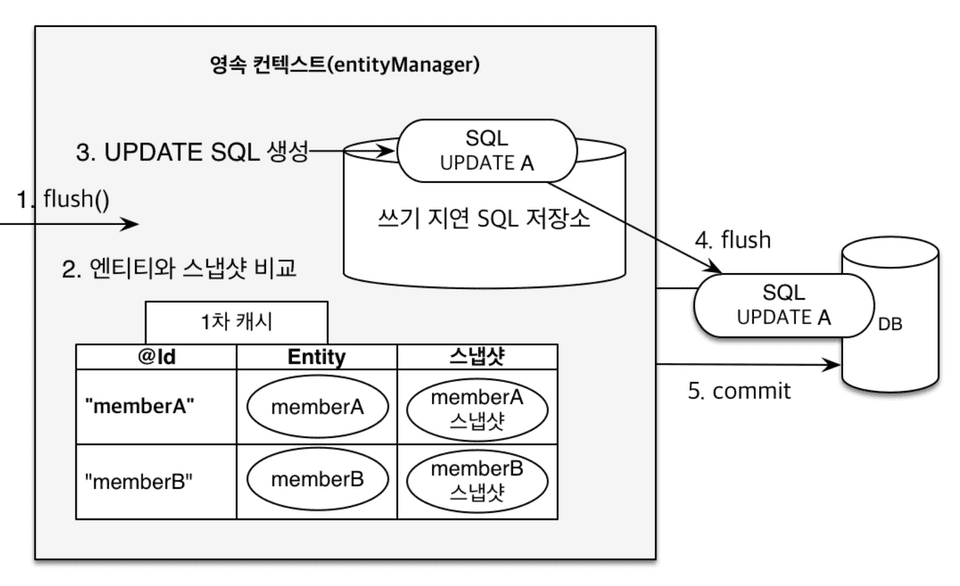 영속 컨텍스트(entityManager)
3. UPDATE SQL 생성
SQL
UPDATE A
1. flush()
쓰기 지연 SQL 저장소
4. flush
2. 엔티티와 스냅샷 비교
SQL
UPDATE A
DB
1차 캐시
@Id Entity 스냅샷
5. commit
"memberA" memberA memberA
스냅샷
"memberB" memberB memberB
스냅샷